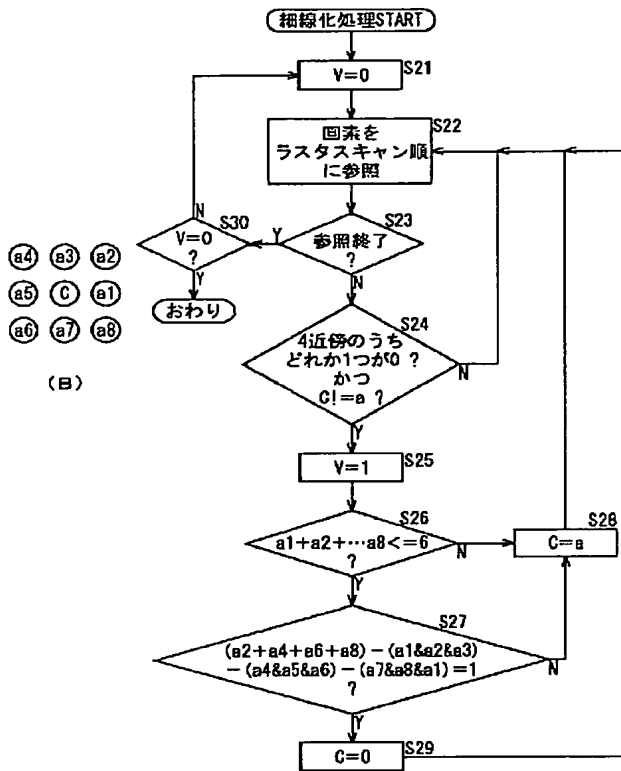 細線化処理START
S21
V=0
S22
画素を
ラスタスキャン順
に参照
N
S30
V=0
?
Y
おわり
Y
S23
参照終了
?
N
a4 a3 a2
a5 C a1
a6 a7 a8
(B)
S24
4近傍のうち
どれか1つが0 ?
かつ
C!=a ?
N
Y
S25
V=1
S26
a1+a2+…a8<=6
?
N
Y
S28
C=a
S27
(a2+a4+a6+a8)−(a1&a2&a3)
−(a4&a5&a6)−(a7&a8&a1)=1
?
N
Y
S29
C=0